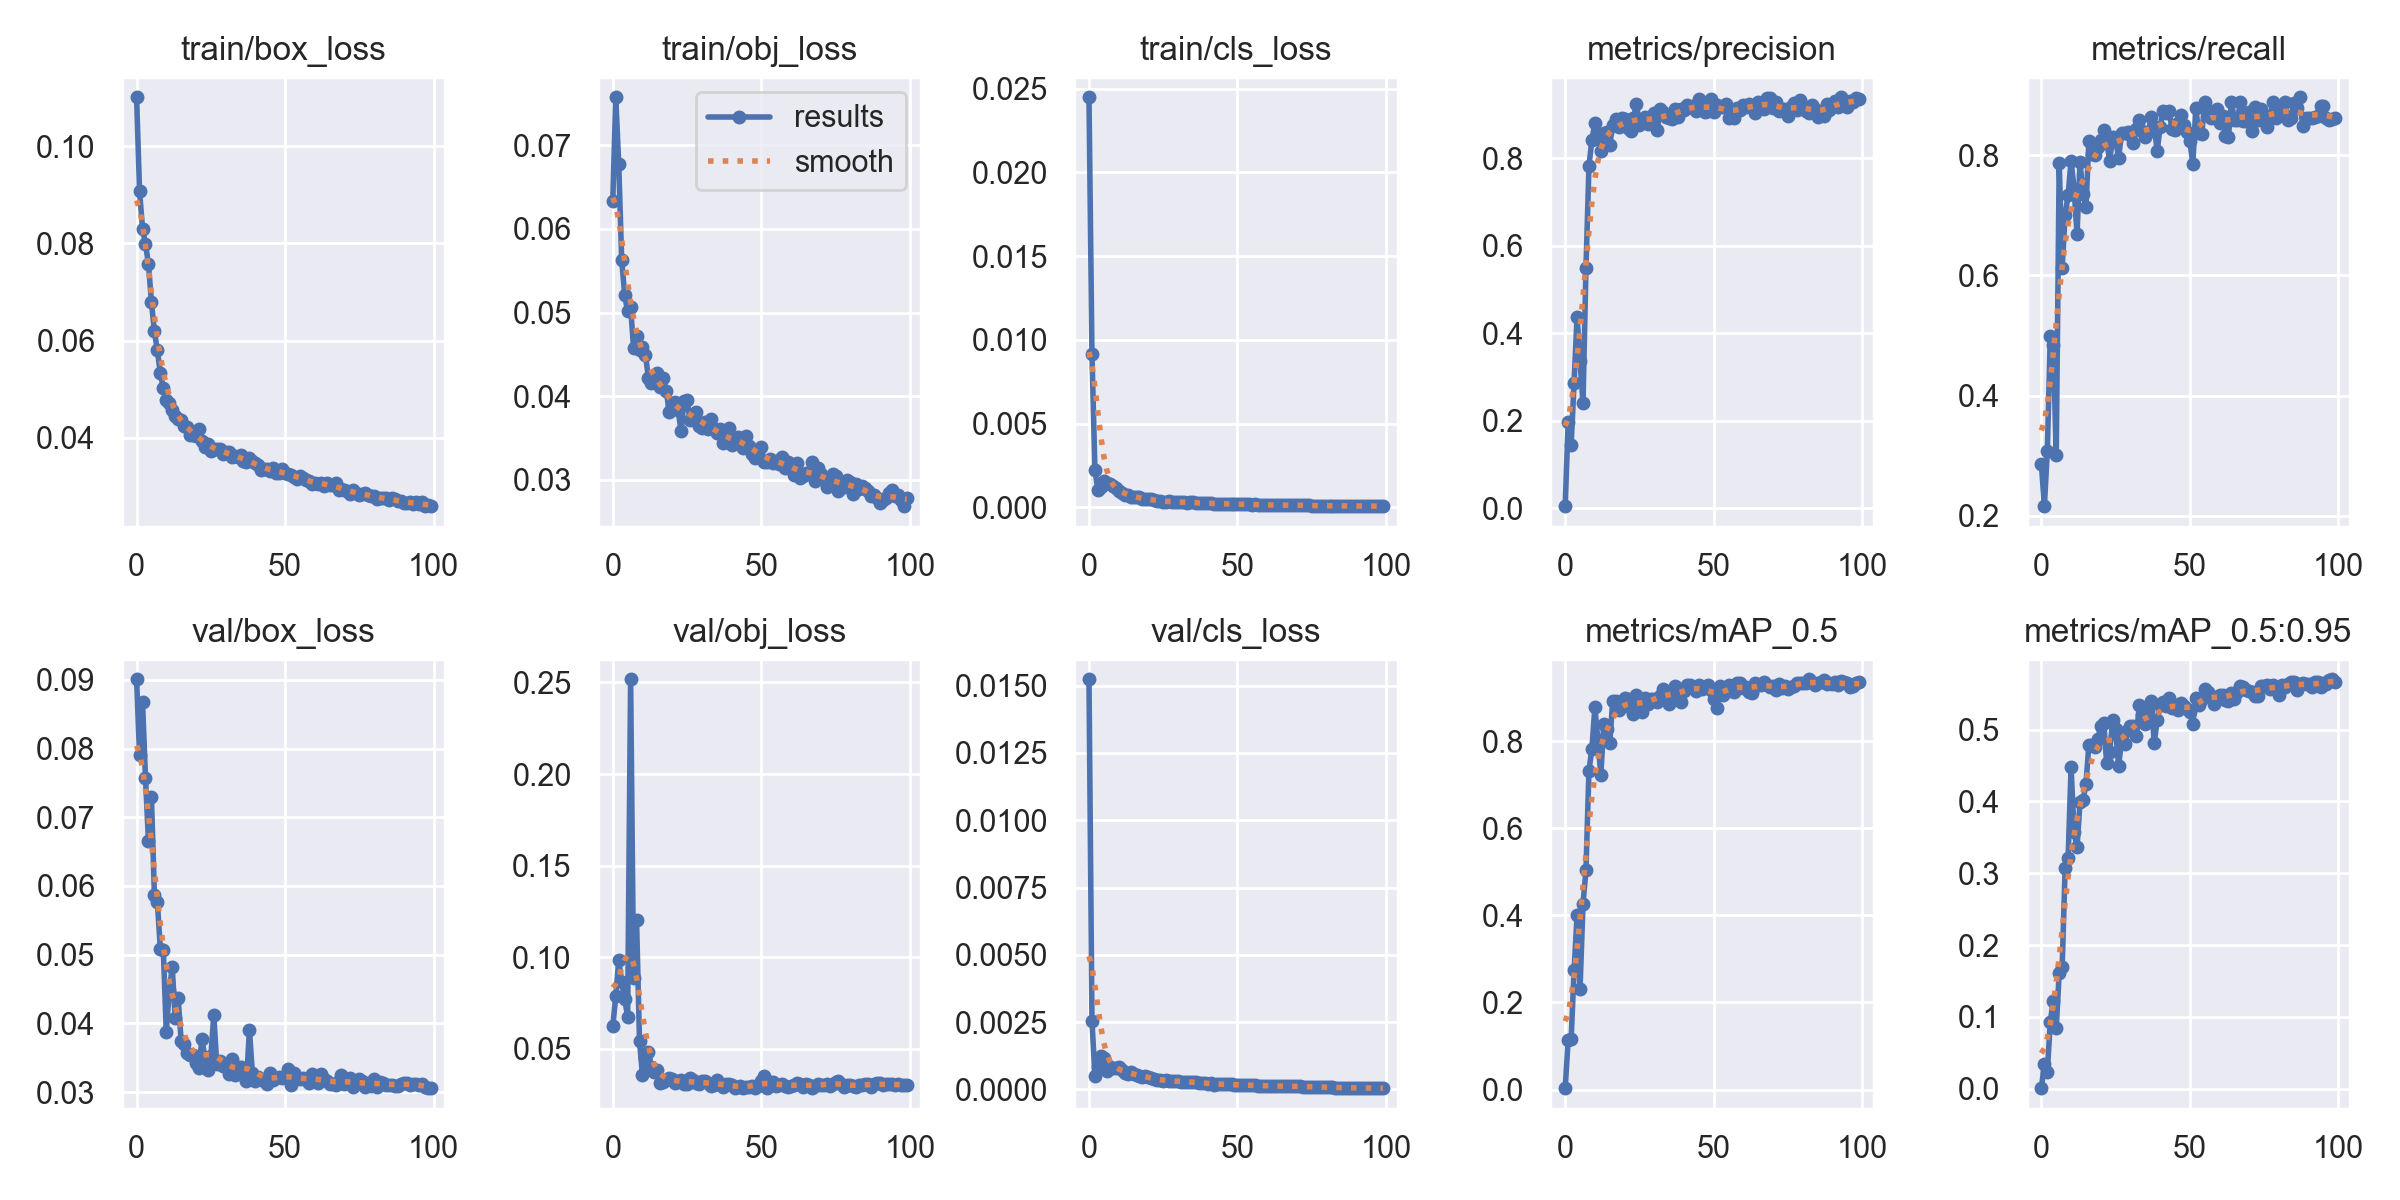 train/box_loss
0.10
0.08
0.06
0.04
0 50 100
train/obj_loss
results
smooth
0.07
0.06
0.05
0.04
0.03
0 50 100
train/cls_loss
0.025
0.020
0.015
0.010
0.005
0.000
0 50 100
metrics/precision
0.8
0.6
0.4
0.2
0.0
0 50 100
metrics/recall
0.8
0.6
0.4
0.2
0 50 100
val/box_loss
0.09
0.08
0.07
0.06
0.05
0.04
0.03
0 50 100
val/obj_loss
0.25
0.20
0.15
0.10
0.05
0 50 100
val/cls_loss
0.0150
0.0125
0.0100
0.0075
0.0050
0.0025
0.0000
0 50 100
metrics/mAP_0.5
0.8
0.6
0.4
0.2
0.0
0 50 100
metrics/mAP_0.5:0.95
0.5
0.4
0.3
0.2
0.1
0.0
0 50 100